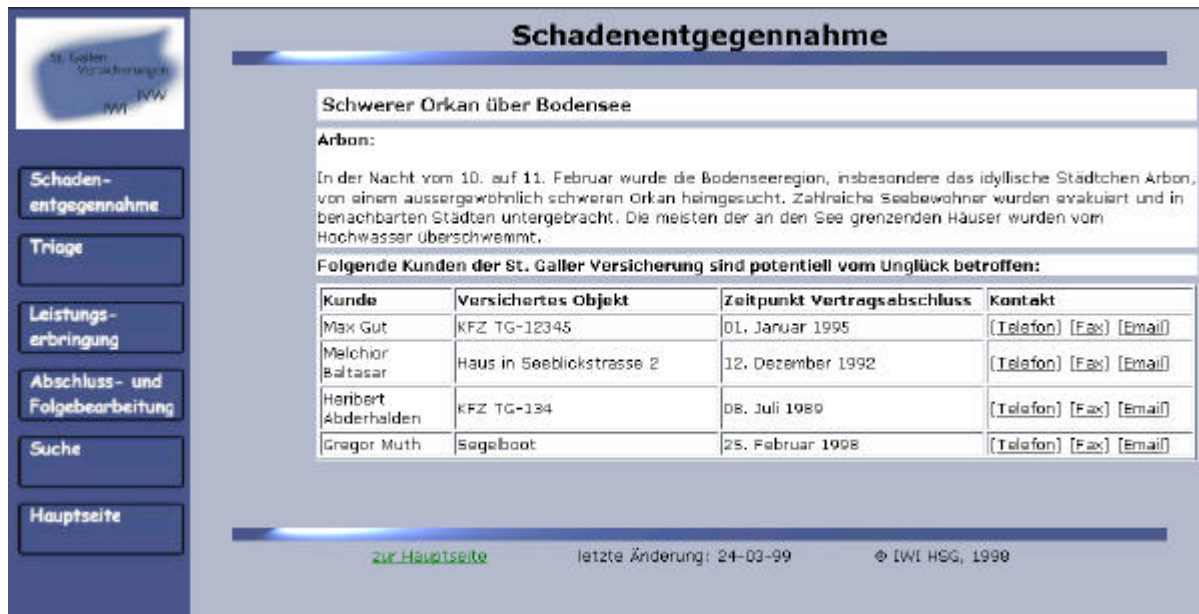 St. Gallen
Versicherungen
IWI IVW
Schaden-
entgegennahme
Triage
Leistungs-
erbringung
Abschluss- und
Folgebearbeitung
Suche
Hauptseite
Schadenentgegennahme
Schwerer Orkan über Bodensee
Arbon:
In der Nacht vom 10. auf 11. Februar wurde die Bodenseeregion, insbesondere das idyllische Städtchen Arbon,
von einem aussergewöhnlich schweren Orkan heimgesucht. Zahlreiche Seebewohner wurden evakuiert und in
benachbarten Städten untergebracht. Die meisten der an den See grenzenden Häuser wurden vom
Hochwasser überschwemmt.
Folgende Kunden der St. Galler Versicherung sind potentiell vom Unglück betroffen:
Kunde Versichertes Objekt Zeitpunkt Vertragsabschluss Kontakt
Max Gut KFZ TG-12345 01. Januar 1995 [Telefon] [Fax] [Email]
Melchior
Baltasar Haus in Seeblickstrasse 2 12. Dezember 1992 [Telefon] [Fax] [Email]
Heribert
Abderhalden KFZ TG-134 08. Juli 1989 [Telefon] [Fax] [Email]
Gregor Muth Segelboot 25. Februar 1998 [Telefon] [Fax] [Email]
zur Hauptseite letzte Änderung: 24-03-99 © IWI HSG, 1998